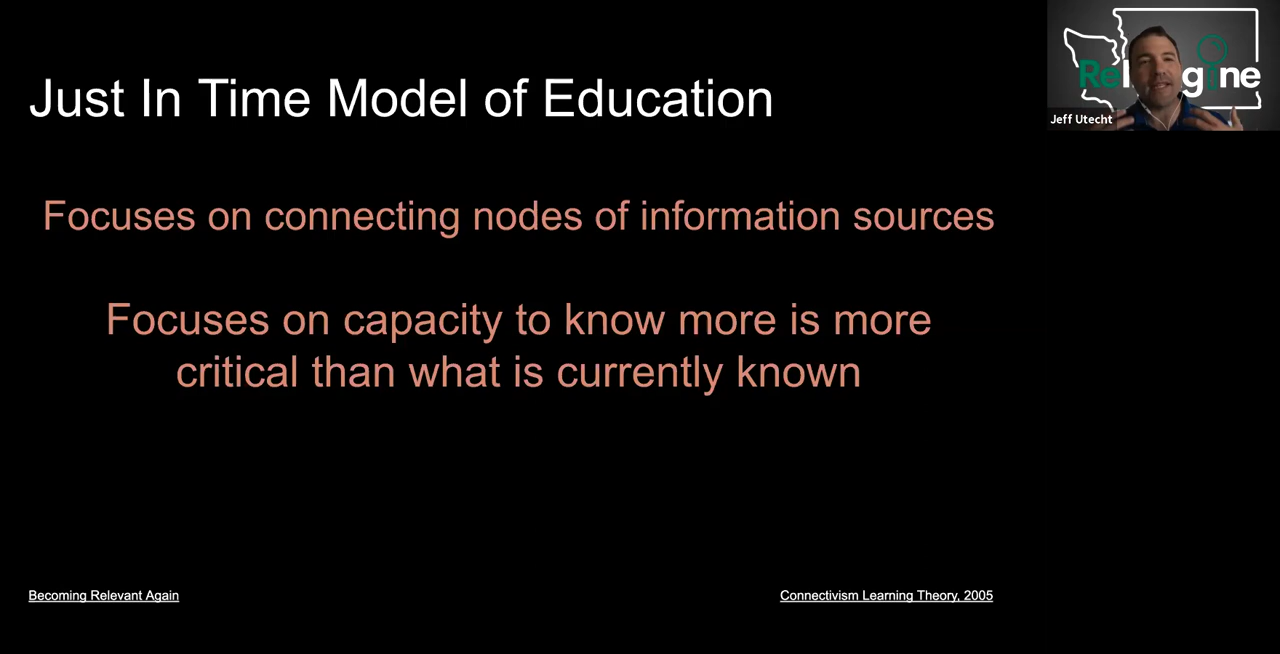 Just In Time Model of Education
Focuses on connecting nodes of information sources
Focuses on capacity to know more is more
critical than what is currently known
Becoming Relevant Again
Connectivism Learning Theory, 2005
Jeff Utecht